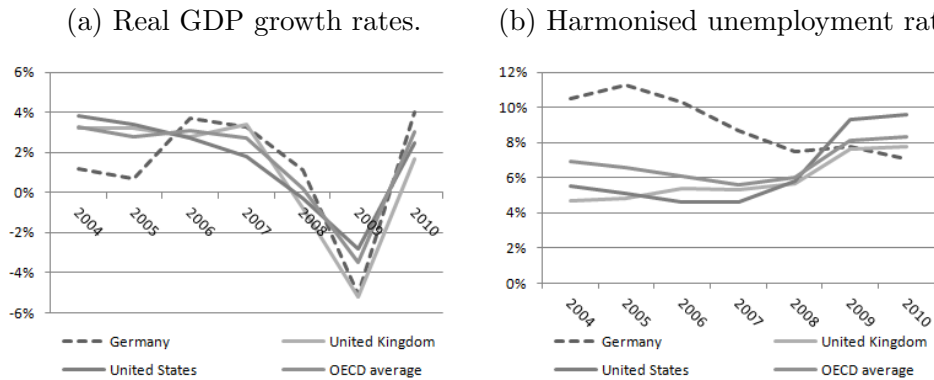 (a) Real GDP growth rates.
6%
4%
2%
0%
-2%
-4%
-6%
2004 2005 2006 2007 2008 2009 2010
Germany United Kingdom
United States OECD average
(b) Harmonised unemployment rat
12%
10%
8%
6%
4%
2%
0%
2004 2005 2006 2007 2008 2009 2010
Germany United Kingdom
United States OECD average